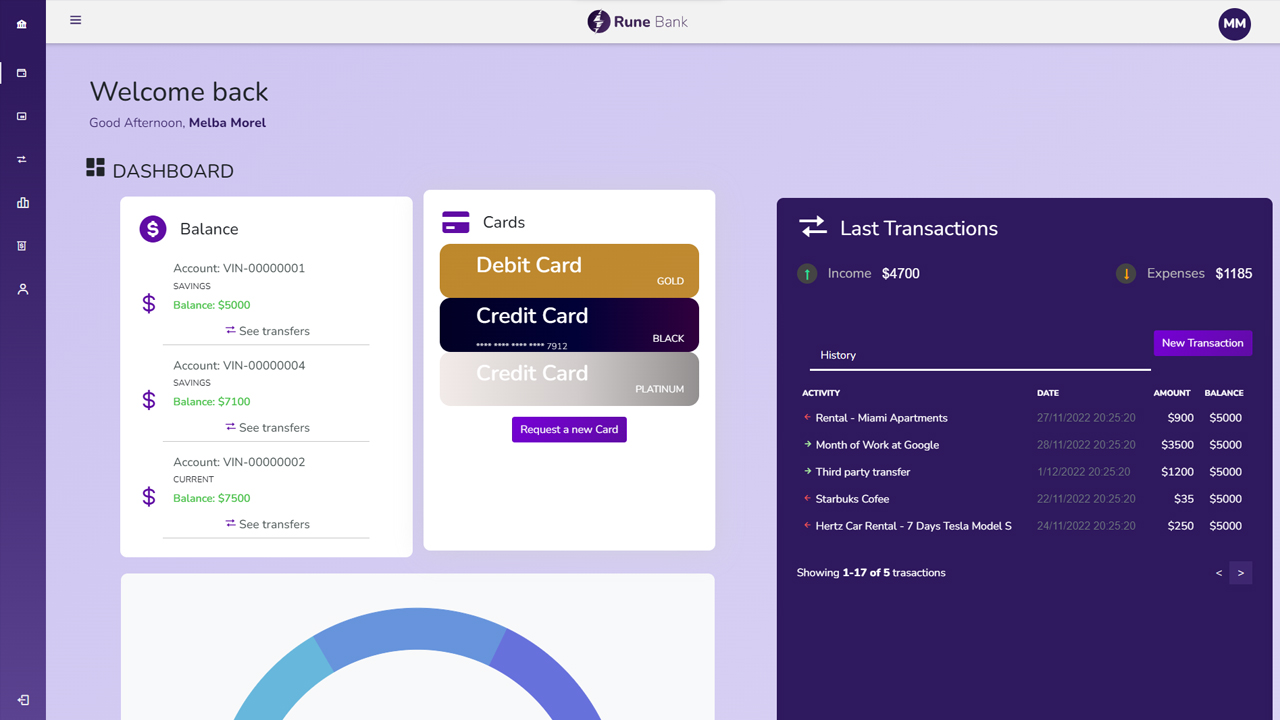 Rune Bank
MM
Welcome back
Good Afternoon, Melba Morel
DASHBOARD
$ Balance
Account: VIN-00000001
SAVINGS
$ Balance: $5000
See transfers
Account: VIN-00000004
SAVINGS
$ Balance: $7100
See transfers
Account: VIN-00000002
CURRENT
$ Balance: $7500
See transfers
Cards
Debit Card
GOLD
Credit Card
BLACK
**** **** **** **** 7912
Credit Card
PLATINUM
Request a new Card
Last Transactions
Income $4700
Expenses $1185
New Transaction
History
ACTIVITY DATE AMOUNT BALANCE
Rental - Miami Apartments 27/11/2022 20:25:20 $900 $5000
Month of Work at Google 28/11/2022 20:25:20 $3500 $5000
Third party transfer 1/12/2022 20:25:20 $1200 $5000
Starbuks Cofee 22/11/2022 20:25:20 $35 $5000
Hertz Car Rental - 7 Days Tesla Model S 24/11/2022 20:25:20 $250 $5000
Showing 1-17 of 5 trasactions < >